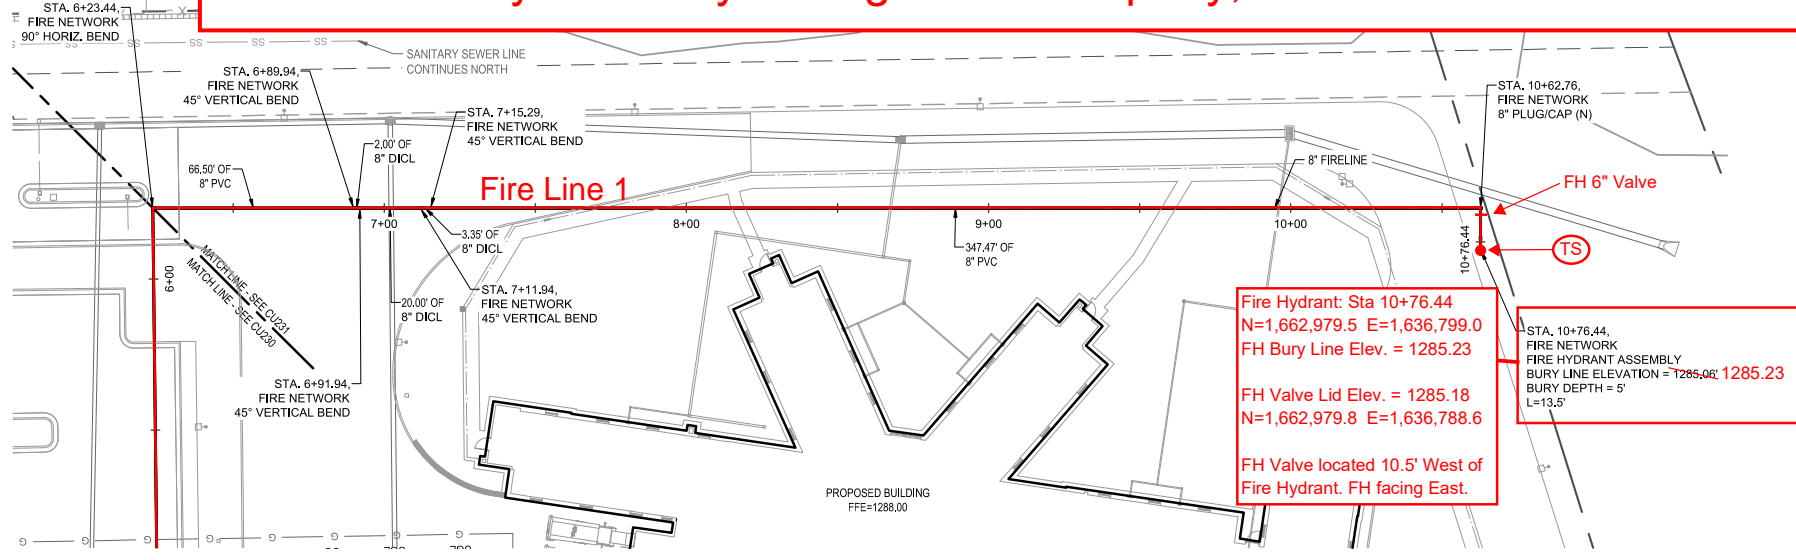 STA. 6+23.44,
FIRE NETWORK
90° HORIZ. BEND
SS SS SS SS SS
SANITARY SEWER LINE
CONTINUES NORTH
STA. 6+89.94,
FIRE NETWORK
45° VERTICAL BEND
STA. 7+15.29,
FIRE NETWORK
45° VERTICAL BEND
STA. 10+62.76,
FIRE NETWORK
8" PLUG/CAP (N)
2.00' OF
8" DICL
66.50' OF
8" PVC
8" FIRELINE
Fire Line 1
FH 6" Valve
7+00
8+00
9+00
10+00
3.35' OF
8" DICL
347.47' OF
8" PVC
10+76.44
TS
6+00
MATCH LINE - SEE CU231
MATCH LINE - SEE CU230
20.00' OF
8" DICL
STA. 7+11.94,
FIRE NETWORK
45° VERTICAL BEND
Fire Hydrant: Sta 10+76.44
N=1,662,979.5 E=1,636,799.0
FH Bury Line Elev. = 1285.23
FH Valve Lid Elev. = 1285.18
N=1,662,979.8 E=1,636,788.6
FH Valve located 10.5' West of
Fire Hydrant. FH facing East.
STA. 10+76.44,
FIRE NETWORK
FIRE HYDRANT ASSEMBLY
BURY LINE ELEVATION = 1285.06' 1285.23
BURY DEPTH = 5'
L=13.5'
STA. 6+91.94,
FIRE NETWORK
45° VERTICAL BEND
PROPOSED BUILDING
FFE=1288.00
G G G G G G G